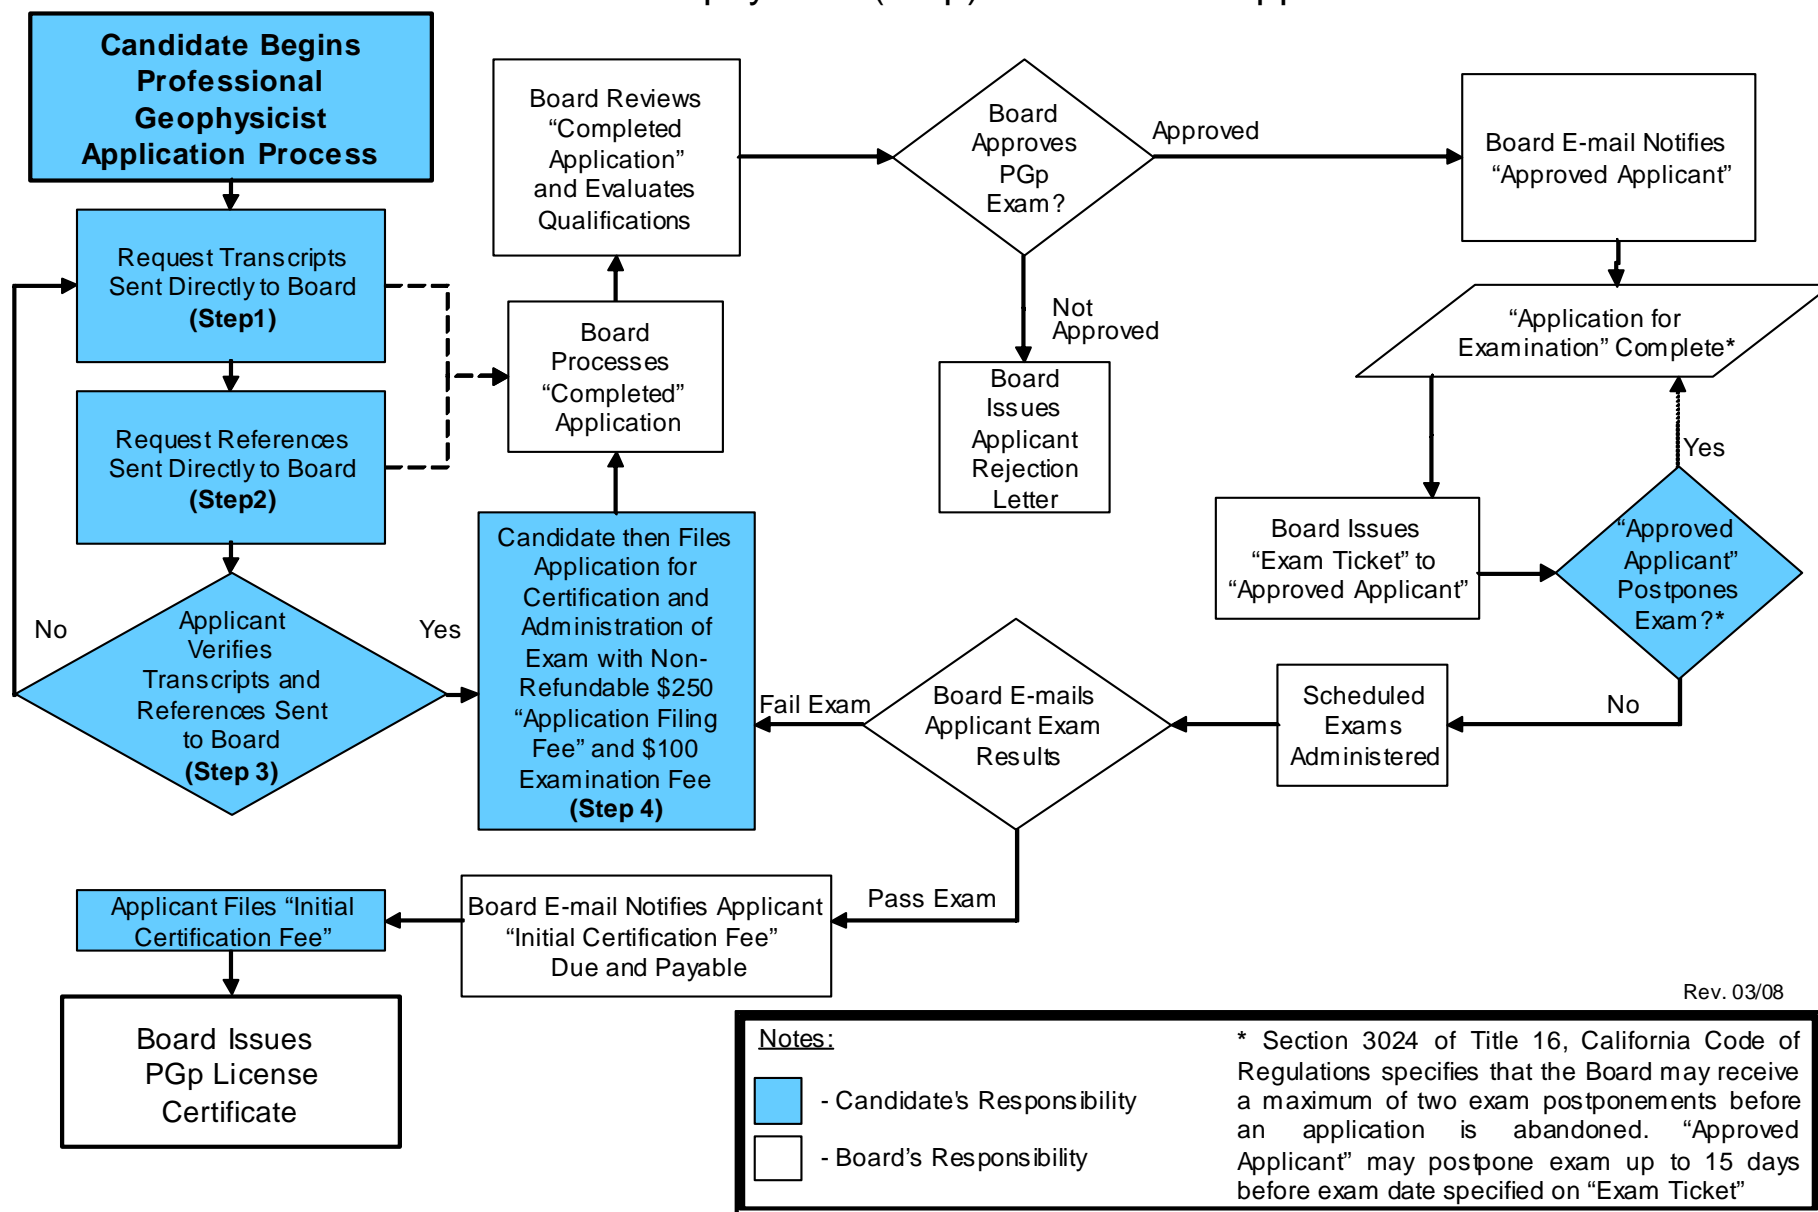 Candidate Begins
Professional
Geophysicist
Application Process
Request Transcripts
Sent Directly to Board
(Step1)
Request References
Sent Directly to Board
(Step2)
Applicant
Verifies
Transcripts and
References Sent
to Board
(Step 3)
No
Yes
Candidate then Files
Application for
Certification and
Administration of
Exam with Non-
Refundable $250
“Application Filing
Fee” and $100
Examination Fee
(Step 4)
Board
Processes
“Completed”
Application
Board Reviews
“Completed
Application”
and Evaluates
Qualifications
Board
Approves
PGp
Exam?
Approved
Not
Approved
Board
Issues
Applicant
Rejection
Letter
Board E-mail Notifies
“Approved Applicant”
“Application for
Examination” Complete*
Board Issues
“Exam Ticket” to
“Approved Applicant”
“Approved
Applicant”
Postpones
Exam?*
Yes
No
Scheduled
Exams
Administered
Board E-mails
Applicant Exam
Results
Fail Exam
Pass Exam
Board E-mail Notifies Applicant
“Initial Certification Fee”
Due and Payable
Applicant Files “Initial
Certification Fee”
Board Issues
PGp License
Certificate
Rev. 03/08
Notes:
- Candidate's Responsibility
- Board’s Responsibility
* Section 3024 of Title 16, California Code of
Regulations specifies that the Board may receive
a maximum of two exam postponements before
an application is abandoned. “Approved
Applicant” may postpone exam up to 15 days
before exam date specified on “Exam Ticket”